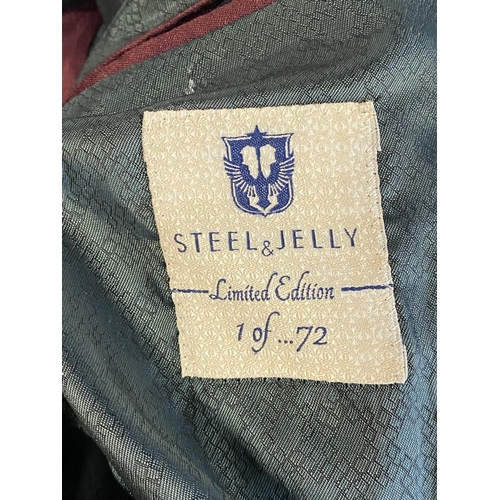 STEEL & JELLY
Limited Edition
1 of ...72